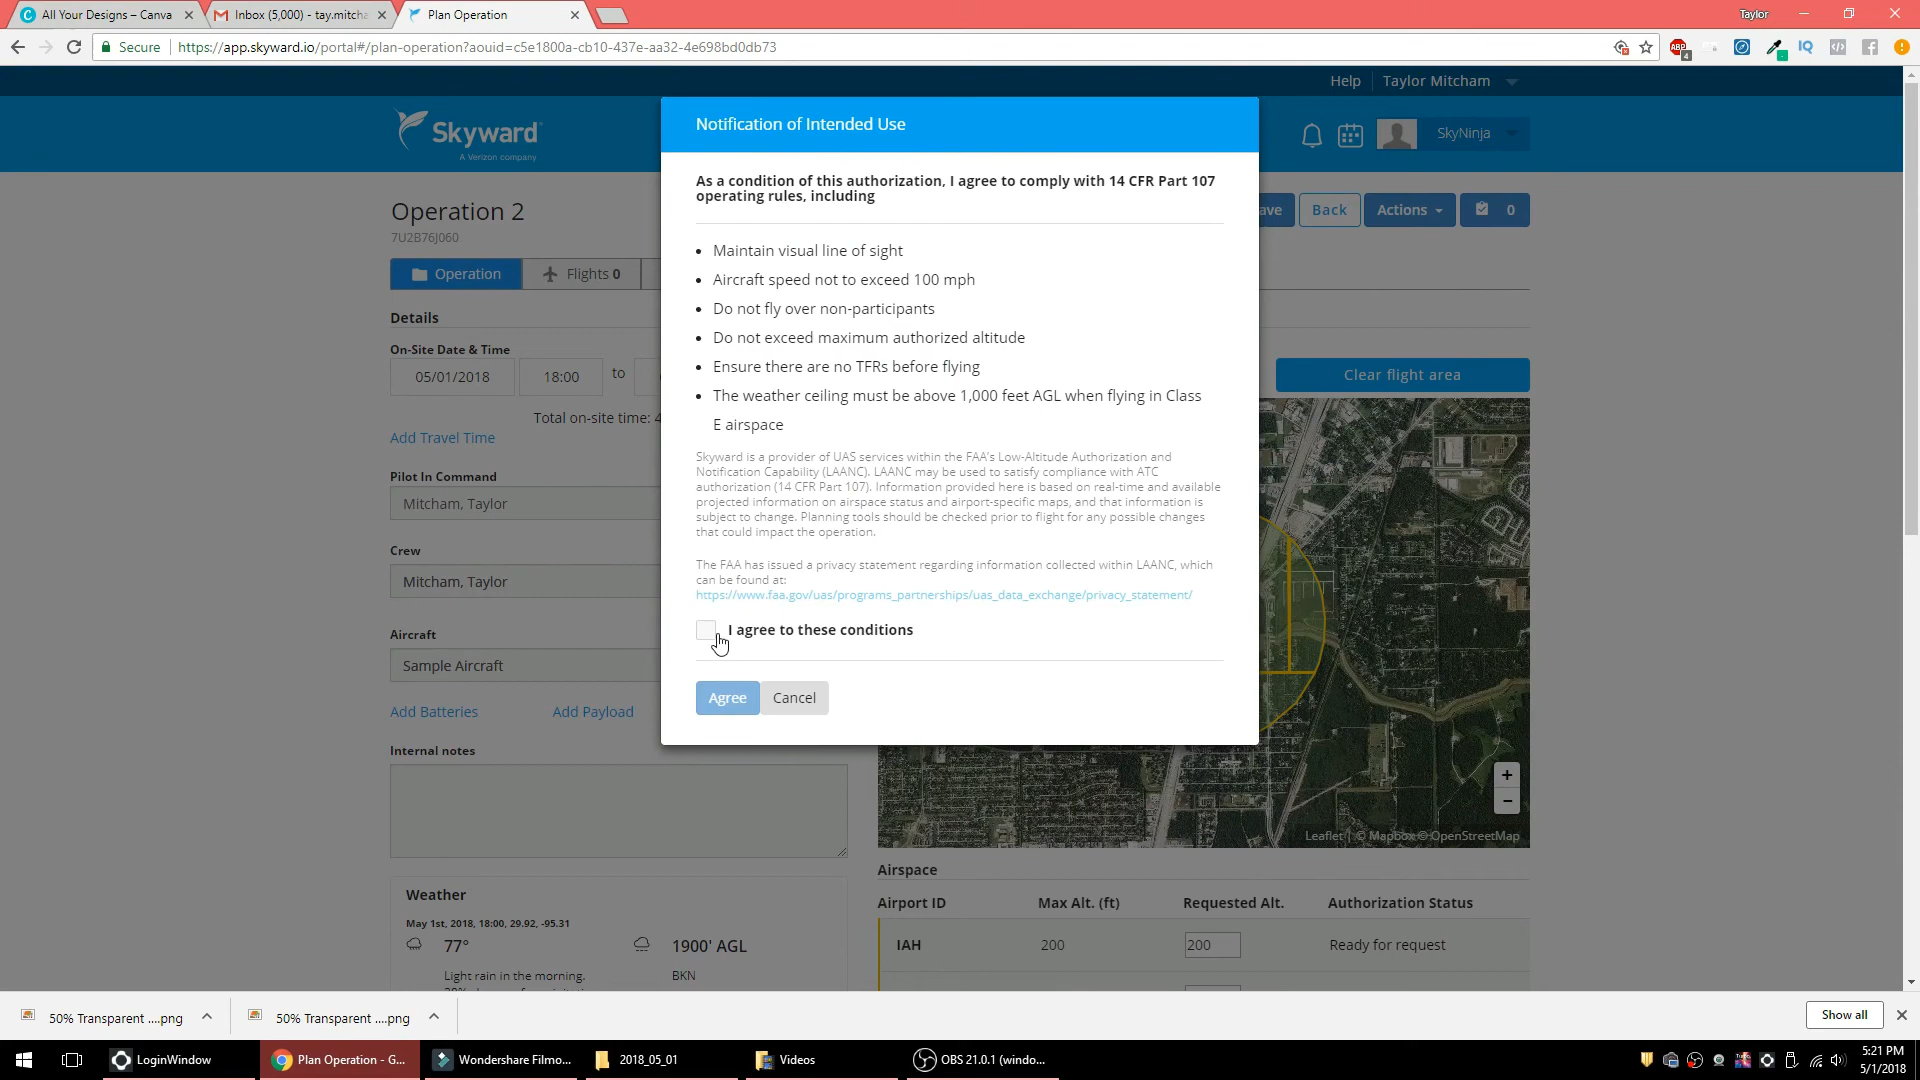 All Your Designs – Canva
Inbox (5,000) - tay.mitcha
Plan Operation
Taylor
Secure
https://app.skyward.io/portal#/plan-operation?aouid=c5e1800a-cb10-437e-aa32-4e698bd0db73
ABP
4
IQ
Help
Taylor Mitcham
Skyward
A Verizon company
SkyNinja
Notification of Intended Use
As a condition of this authorization, I agree to comply with 14 CFR Part 107
operating rules, including
Operation 2
7U2B76J060
ave
Back
Actions
0
Operation
Flights 0
• Maintain visual line of sight
• Aircraft speed not to exceed 100 mph
• Do not fly over non-participants
• Do not exceed maximum authorized altitude
• Ensure there are no TFRs before flying
• The weather ceiling must be above 1,000 feet AGL when flying in Class
E airspace
Details
On-Site Date & Time
05/01/2018
18:00
to
Total on-site time: 4
Add Travel Time
Clear flight area
Skyward is a provider of UAS services within the FAA's Low-Altitude Authorization and
Notification Capability (LAANC). LAANC may be used to satisfy compliance with ATC
authorization (14 CFR Part 107). Information provided here is based on real-time and available
projected information on airspace status and airport-specific maps, and that information is
subject to change. Planning tools should be checked prior to flight for any possible changes
that could impact the operation.
Pilot In Command
Mitcham, Taylor
Crew
Mitcham, Taylor
The FAA has issued a privacy statement regarding information collected within LAANC, which
can be found at:
https://www.faa.gov/uas/programs_partnerships/uas_data_exchange/privacy_statement/
I agree to these conditions
Aircraft
Sample Aircraft
Agree
Cancel
Add Batteries
Add Payload
Internal notes
+
−
Leaflet | © Mapbox © OpenStreetMap
Airspace
Airport ID
Max Alt. (ft)
Requested Alt.
Authorization Status
IAH
200
200
Ready for request
Weather
May 1st, 2018, 18:00, 29.92, -95.31
77°
1900' AGL
Light rain in the morning.
BKN
50% Transparent ....png
50% Transparent ....png
Show all
LoginWindow
Plan Operation - G...
Wondershare Filmo...
2018_05_01
Videos
OBS 21.0.1 (windo...
5:21 PM
5/1/2018